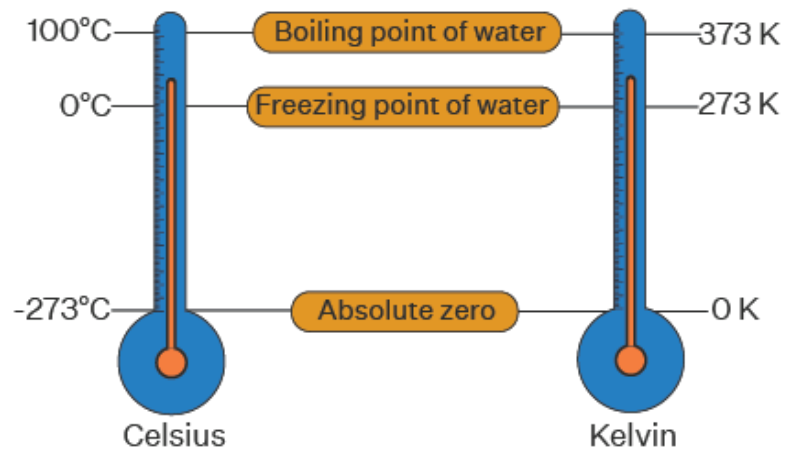 100°C Boiling point of water 373 K
0°C Freezing point of water 273 K
-273°C Absolute zero 0 K
Celsius Kelvin